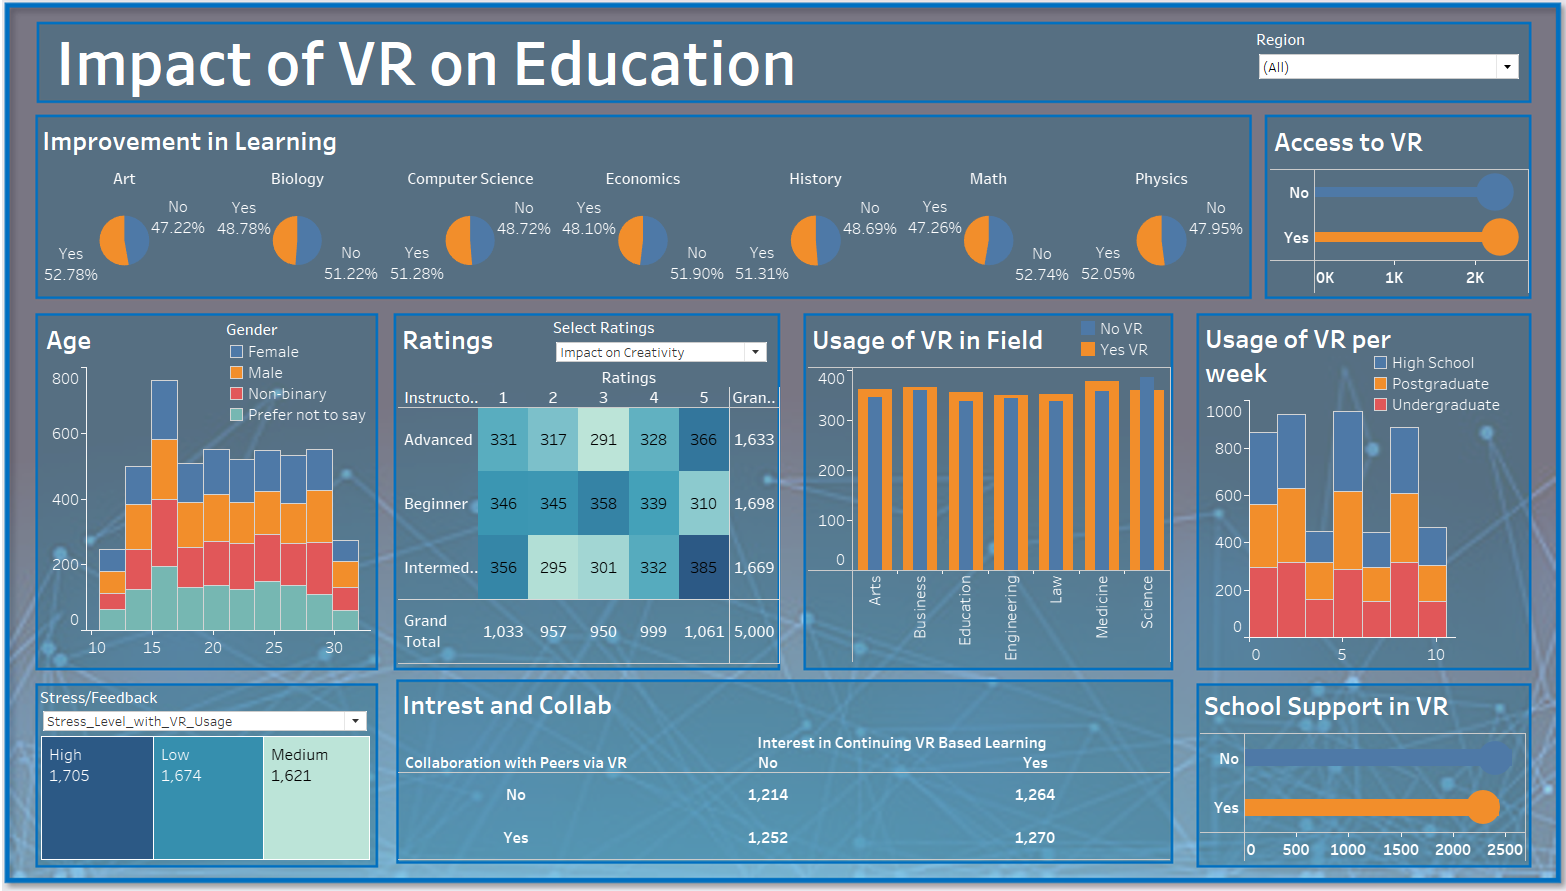 Impact of VR on Education
Region
(All)
Improvement in Learning
Art
Biology
Computer Science
Economics
History
Math
Physics
No
47.22%
Yes
52.78%
Yes
48.78%
No
51.22%
No
48.72%
Yes
51.28%
Yes
48.10%
No
51.90%
No
48.69%
Yes
51.31%
Yes
47.26%
No
52.74%
No
47.95%
Yes
52.05%
Access to VR
No
Yes
0K 1K 2K
Age
Gender
Female
Male
Non-binary
Prefer not to say
800
600
400
200
0
10 15 20 25 30
Ratings
Select Ratings
Impact on Creativity
Ratings
Instructo.. 1 2 3 4 5 Gran..
Advanced 331 317 291 328 366 1,633
Beginner 346 345 358 339 310 1,698
Intermed.. 356 295 301 332 385 1,669
Grand
Total 1,033 957 950 999 1,061 5,000
Usage of VR in Field
No VR
Yes VR
400
300
200
100
0
Arts
Business
Education
Engineering
Law
Medicine
Science
Usage of VR per
week
High School
Postgraduate
Undergraduate
1000
800
600
400
200
0
0 5 10
Stress/Feedback
Stress_Level_with_VR_Usage
High
1,705
Low
1,674
Medium
1,621
Intrest and Collab
Interest in Continuing VR Based Learning
Collaboration with Peers via VR No Yes
No 1,214 1,264
Yes 1,252 1,270
School Support in VR
No
Yes
0 500 1000 1500 2000 2500